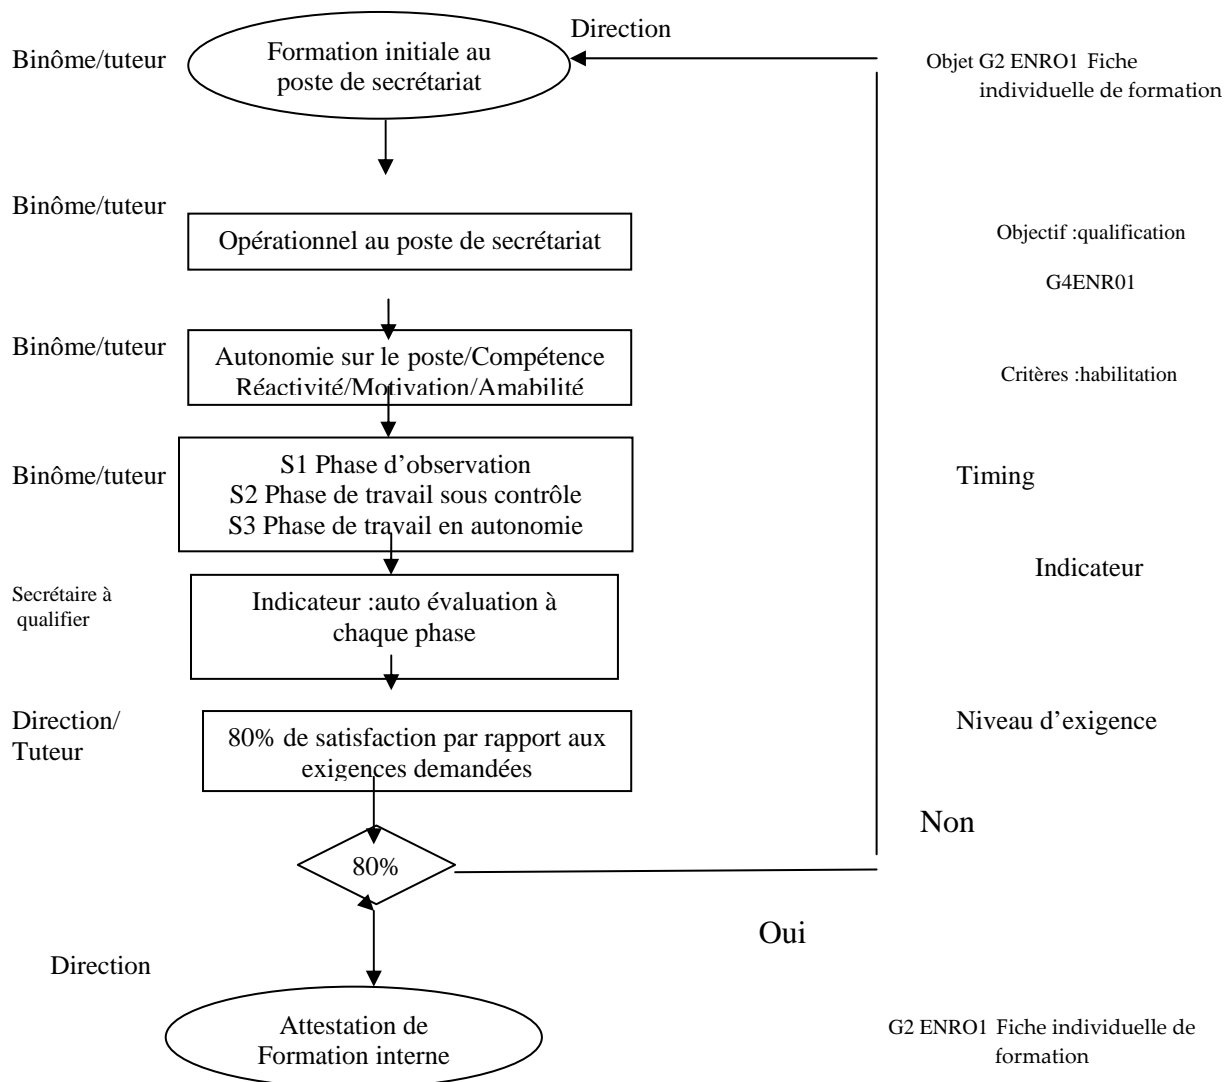 Direction
Binôme/tuteur
Formation initiale au
poste de secrétariat
Objet G2 ENRO1 Fiche
individuelle de formation
Binôme/tuteur
Opérationnel au poste de secrétariat
Objectif :qualification
G4ENR01
Binôme/tuteur
Autonomie sur le poste/Compétence
Réactivité/Motivation/Amabilité
Critères :habilitation
Binôme/tuteur
S1 Phase d’observation
S2 Phase de travail sous contrôle
S3 Phase de travail en autonomie
Timing
Indicateur
Secrétaire à
qualifier
Indicateur :auto évaluation à
chaque phase
Direction/
Tuteur
80% de satisfaction par rapport aux
exigences demandées
Niveau d’exigence
Non
80%
Oui
Direction
Attestation de
Formation interne
G2 ENRO1 Fiche individuelle de
formation